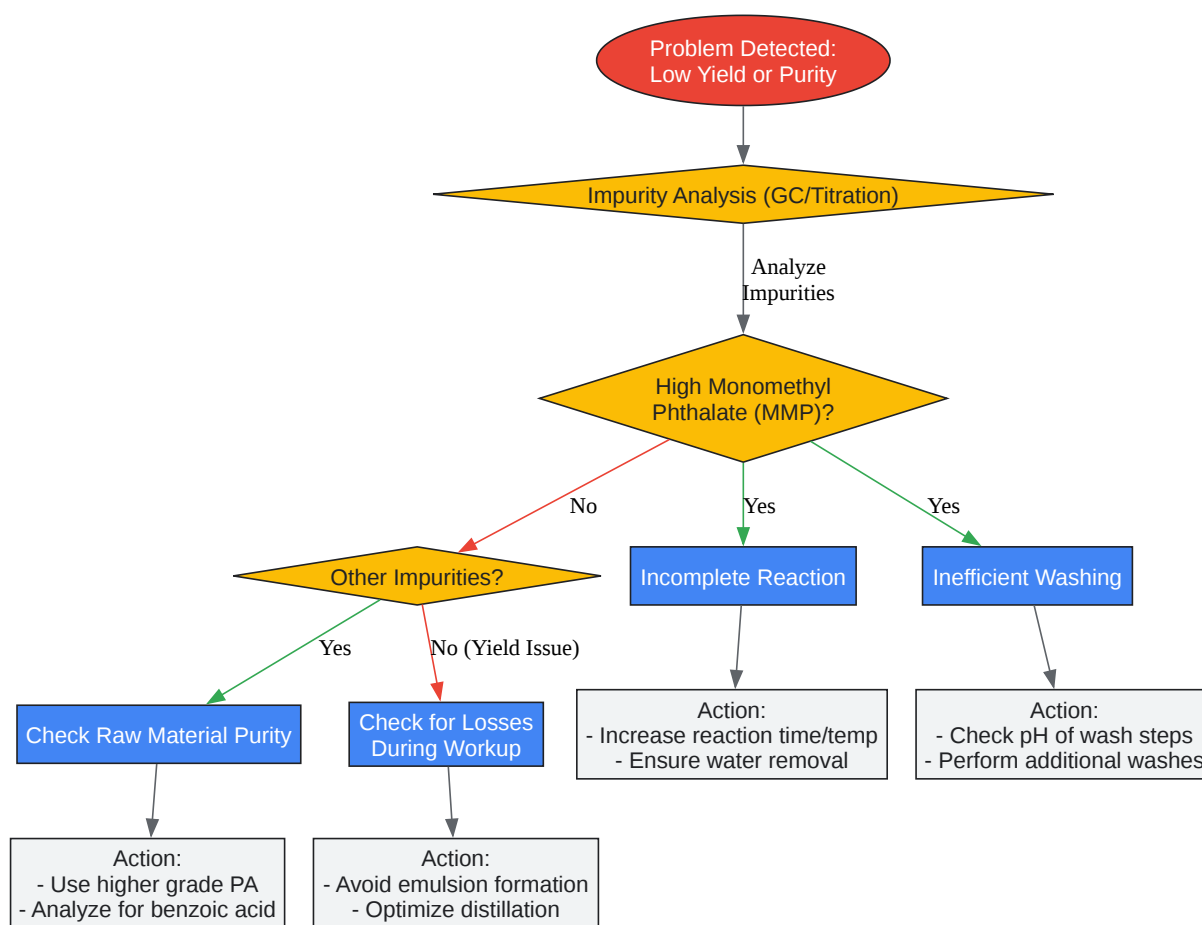 Problem Detected:
Low Yield or Purity
Impurity Analysis (GC/Titration)
Analyze
Impurities
High Monomethyl
Phthalate (MMP)?
No
Yes
Yes
Other Impurities?
Incomplete Reaction
Inefficient Washing
Yes
No (Yield Issue)
Check Raw Material Purity
Check for Losses
During Workup
Action:
- Increase reaction time/temp
- Ensure water removal
Action:
- Check pH of wash steps
- Perform additional washes
Action:
- Use higher grade PA
- Analyze for benzoic acid
Action:
- Avoid emulsion formation
- Optimize distillation